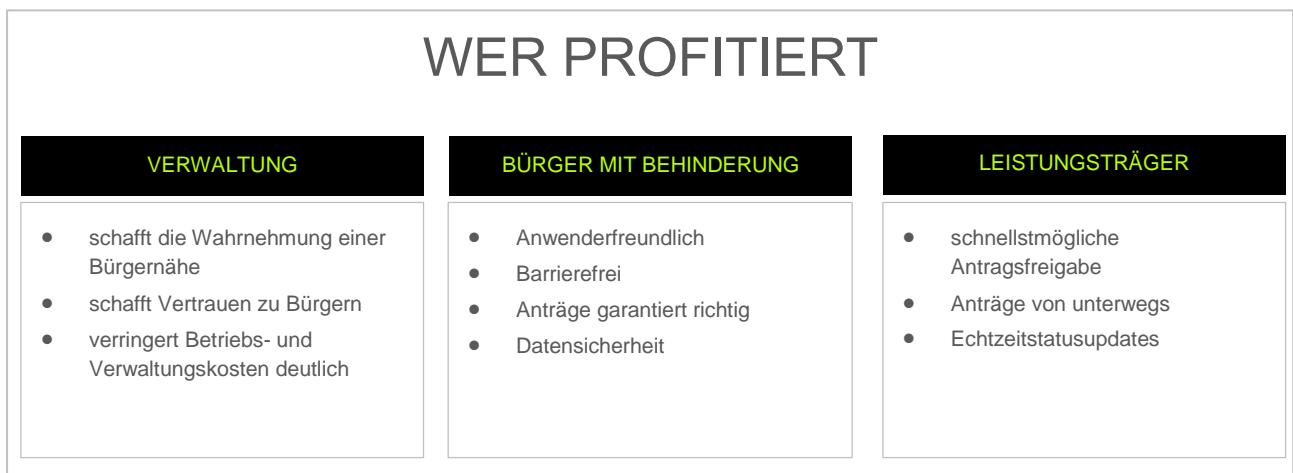 WER PROFITIERT
VERWALTUNG
• schafft die Wahrnehmung einer
Bürgernähe
• schafft Vertrauen zu Bürgern
• verringert Betriebs- und
Verwaltungskosten deutlich
BÜRGER MIT BEHINDERUNG
• Anwenderfreundlich
• Barrierefrei
• Anträge garantiert richtig
• Datensicherheit
LEISTUNGSTRÄGER
• schnellstmögliche
Antragsfreigabe
• Anträge von unterwegs
• Echtzeitstatusupdates